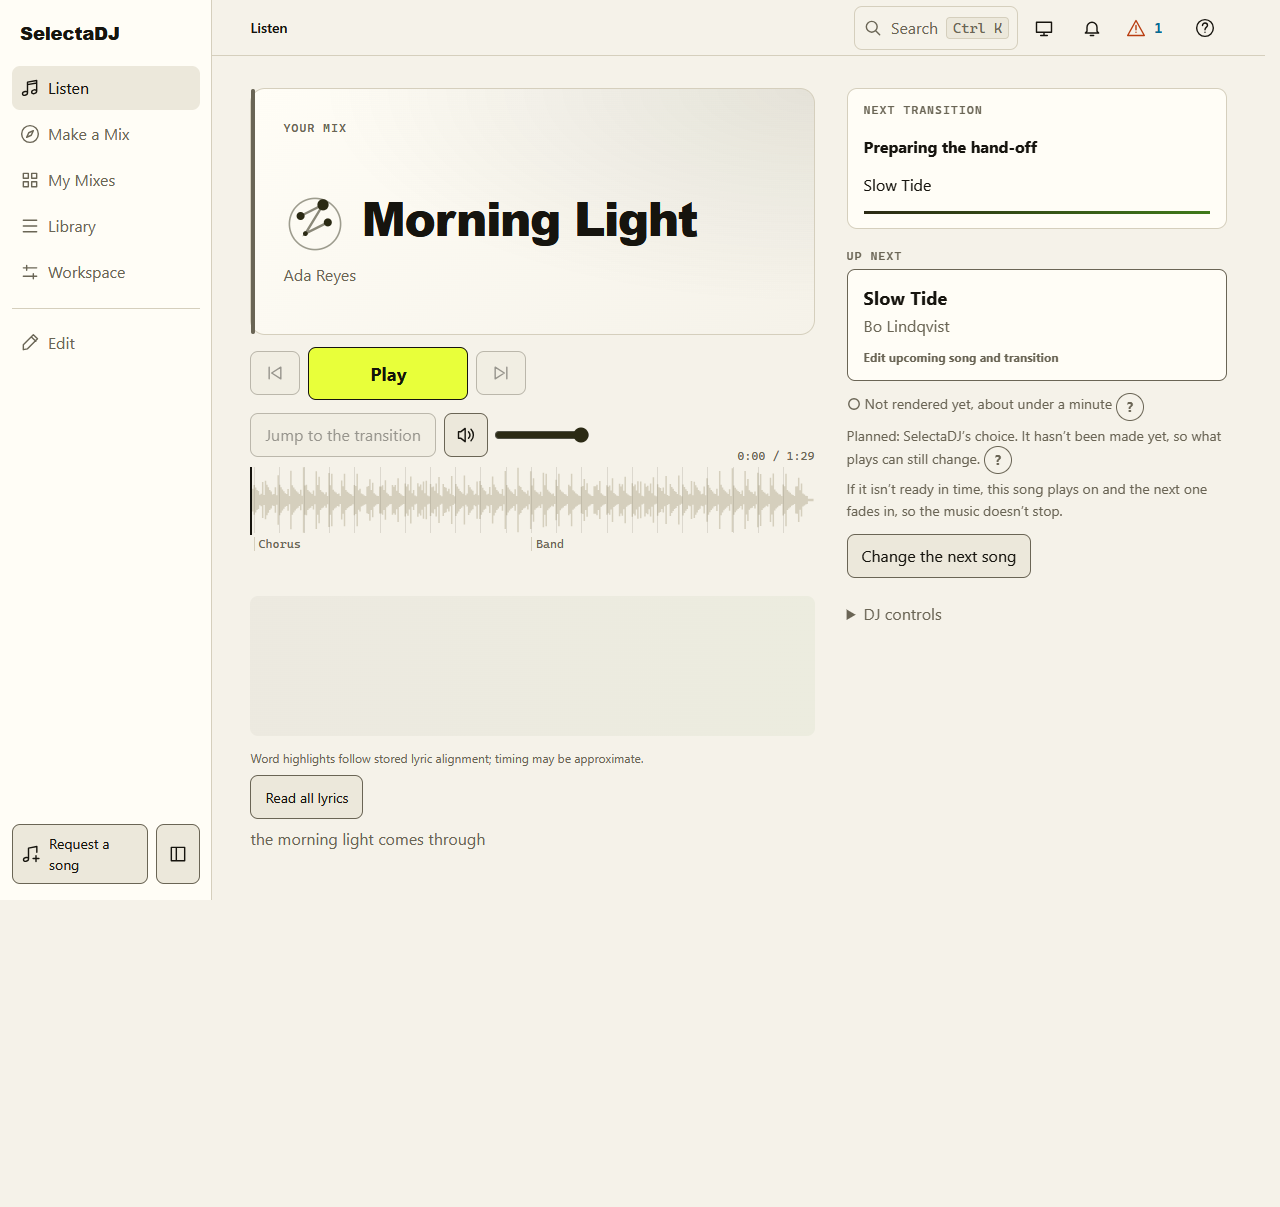 SelectaDJ
Listen
Make a Mix
My Mixes
Library
Workspace
Edit
Request a
song
Listen
Search Ctrl K
1
YOUR MIX
Morning Light
Ada Reyes
Play
Jump to the transition
0:00 / 1:29
Chorus
Band
Word highlights follow stored lyric alignment; timing may be approximate.
Read all lyrics
the morning light comes through
NEXT TRANSITION
Preparing the hand-off
Slow Tide
UP NEXT
Slow Tide
Bo Lindqvist
Edit upcoming song and transition
Not rendered yet, about under a minute ?
Planned: SelectaDJ’s choice. It hasn’t been made yet, so what
plays can still change. ?
If it isn’t ready in time, this song plays on and the next one
fades in, so the music doesn’t stop.
Change the next song
DJ controls